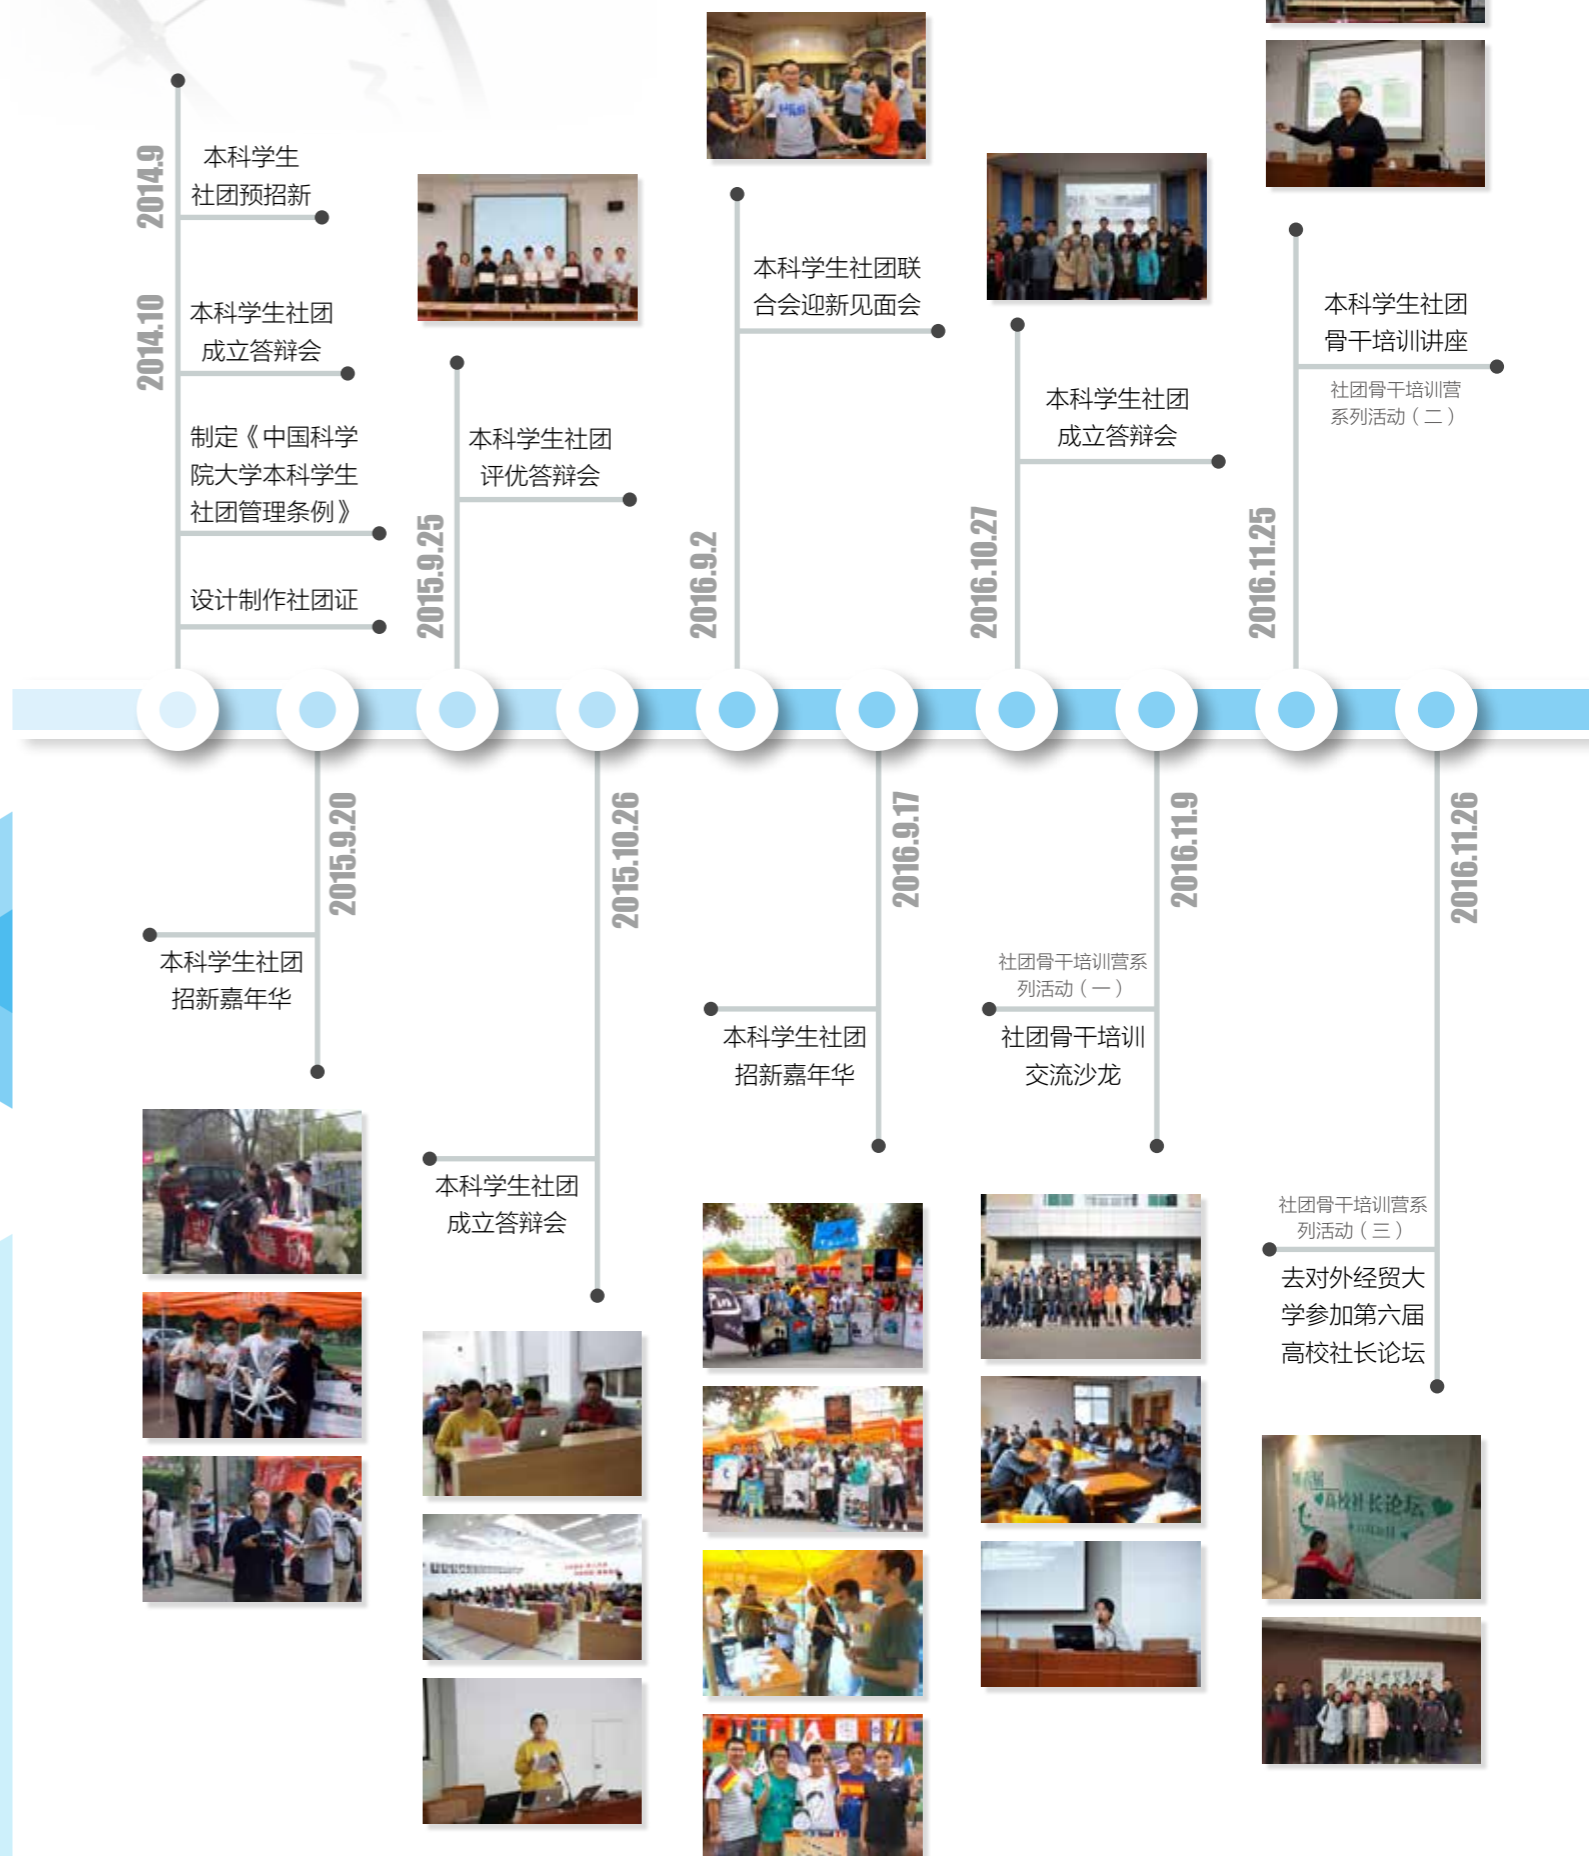 2014.9
本科学生
社团预招新
2014.10
本科学生社团
成立答辩会
制定《中国科学
院大学本科学生
社团管理条例》
设计制作社团证
2015.9.20
本科学生社团
招新嘉年华
2015.9.25
本科学生社团
评优答辩会
2015.10.26
本科学生社团
成立答辩会
2016.9.2
本科学生社团联
合会迎新见面会
2016.9.17
本科学生社团
招新嘉年华
2016.10.27
本科学生社团
成立答辩会
2016.11.9
社团骨干培训营系
列活动（一）
社团骨干培训
交流沙龙
2016.11.25
本科学生社团
骨干培训讲座
社团骨干培训营
系列活动（二）
2016.11.26
社团骨干培训营系
列活动（三）
去对外经贸大
学参加第六届
高校社长论坛
高校社长论坛